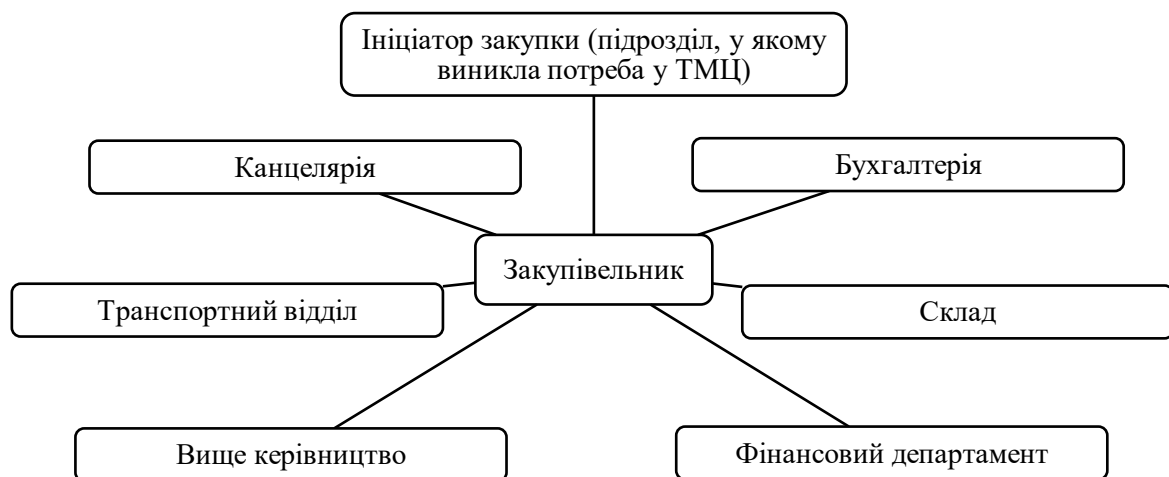 Ініціатор закупки (підрозділ, у якому
виникла потреба у ТМЦ)
Канцелярія
Бухгалтерія
Закупівельник
Транспортний відділ
Склад
Вище керівництво
Фінансовий департамент